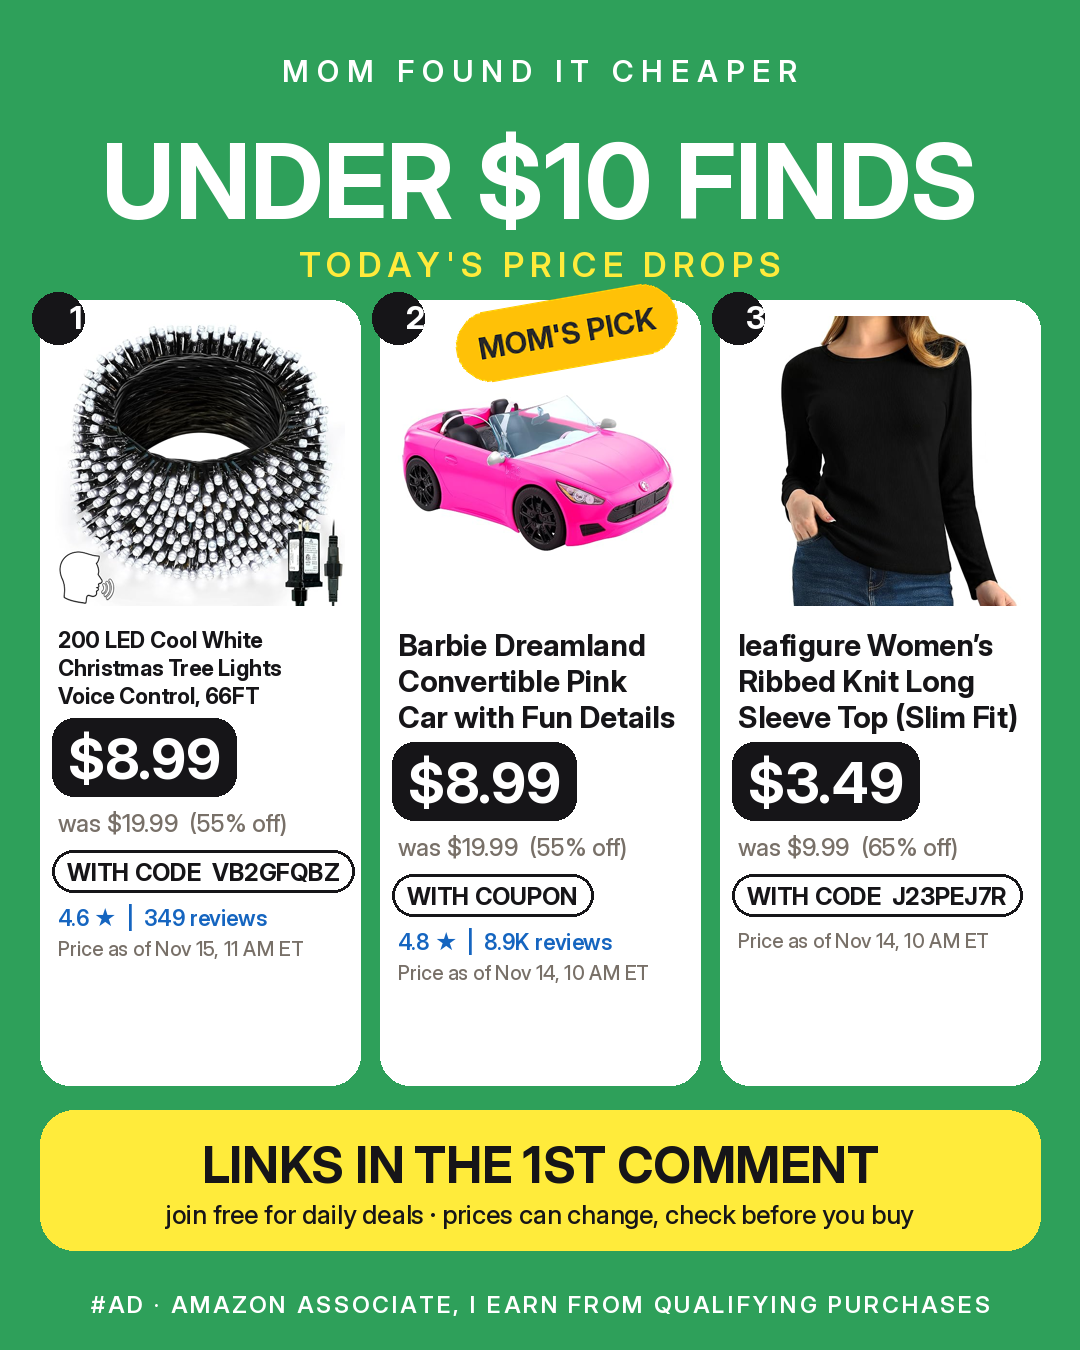 MOM FOUND IT CHEAPER
UNDER $10 FINDS
TODAY'S PRICE DROPS
1
200 LED Cool White
Christmas Tree Lights
Voice Control, 66FT
$8.99
was $19.99 (55% off)
WITH CODE VB2GFQBZ
4.6 ★ | 349 reviews
Price as of Nov 15, 11 AM ET
2
MOM'S PICK
Barbie Dreamland
Convertible Pink
Car with Fun Details
$8.99
was $19.99 (55% off)
WITH COUPON
4.8 ★ | 8.9K reviews
Price as of Nov 14, 10 AM ET
3
leafigure Women’s
Ribbed Knit Long
Sleeve Top (Slim Fit)
$3.49
was $9.99 (65% off)
WITH CODE J23PEJ7R
Price as of Nov 14, 10 AM ET
LINKS IN THE 1ST COMMENT
join free for daily deals · prices can change, check before you buy
#AD · AMAZON ASSOCIATE, I EARN FROM QUALIFYING PURCHASES